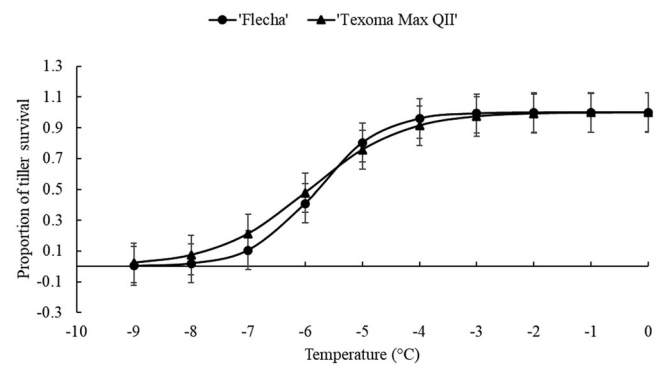 'Flecha' 'Texoma Max QII'
Proportion of tiller survival
1.3
1.1
0.9
0.7
0.5
0.3
0.1
-0.1
-0.3
-10 -9 -8 -7 -6 -5 -4 -3 -2 -1 0
Temperature (°C)